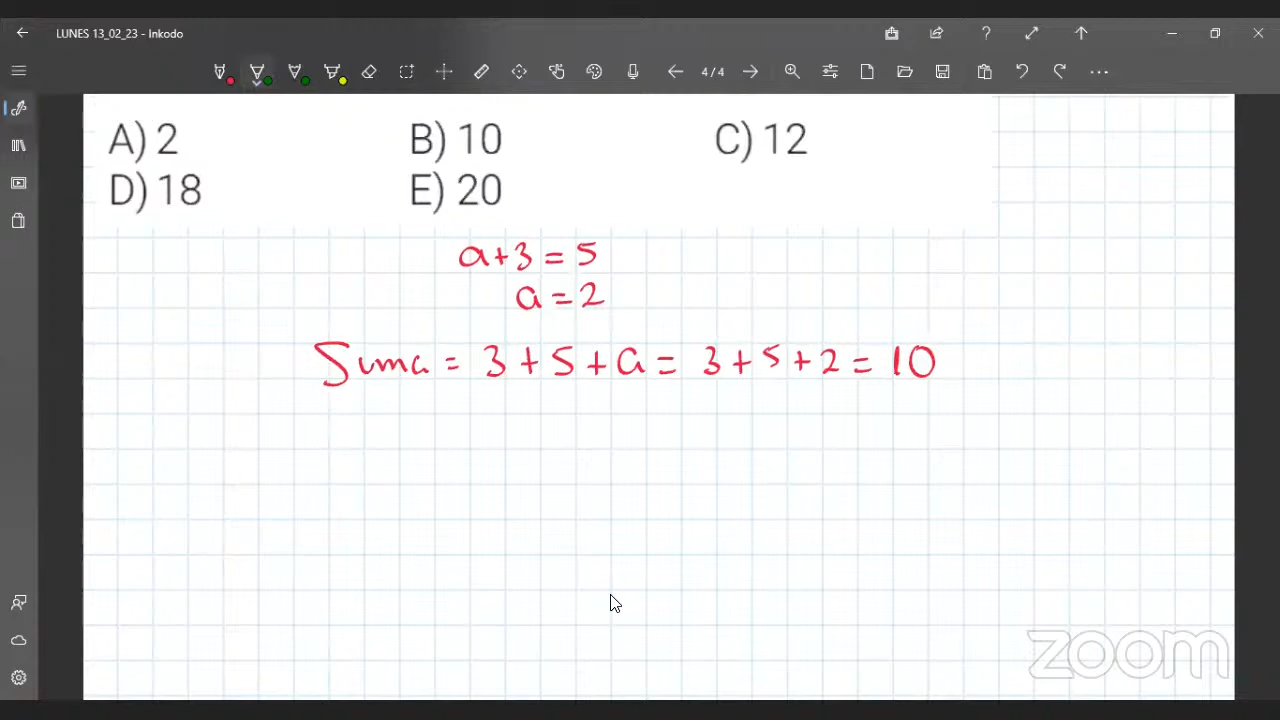 LUNES 13_02_23 - Inkodo
4/4
A) 2 B) 10 C) 12
D) 18 E) 20
a+3 = 5
a = 2
Suma = 3 + 5 + a = 3 + 5 + 2 = 10
zoom